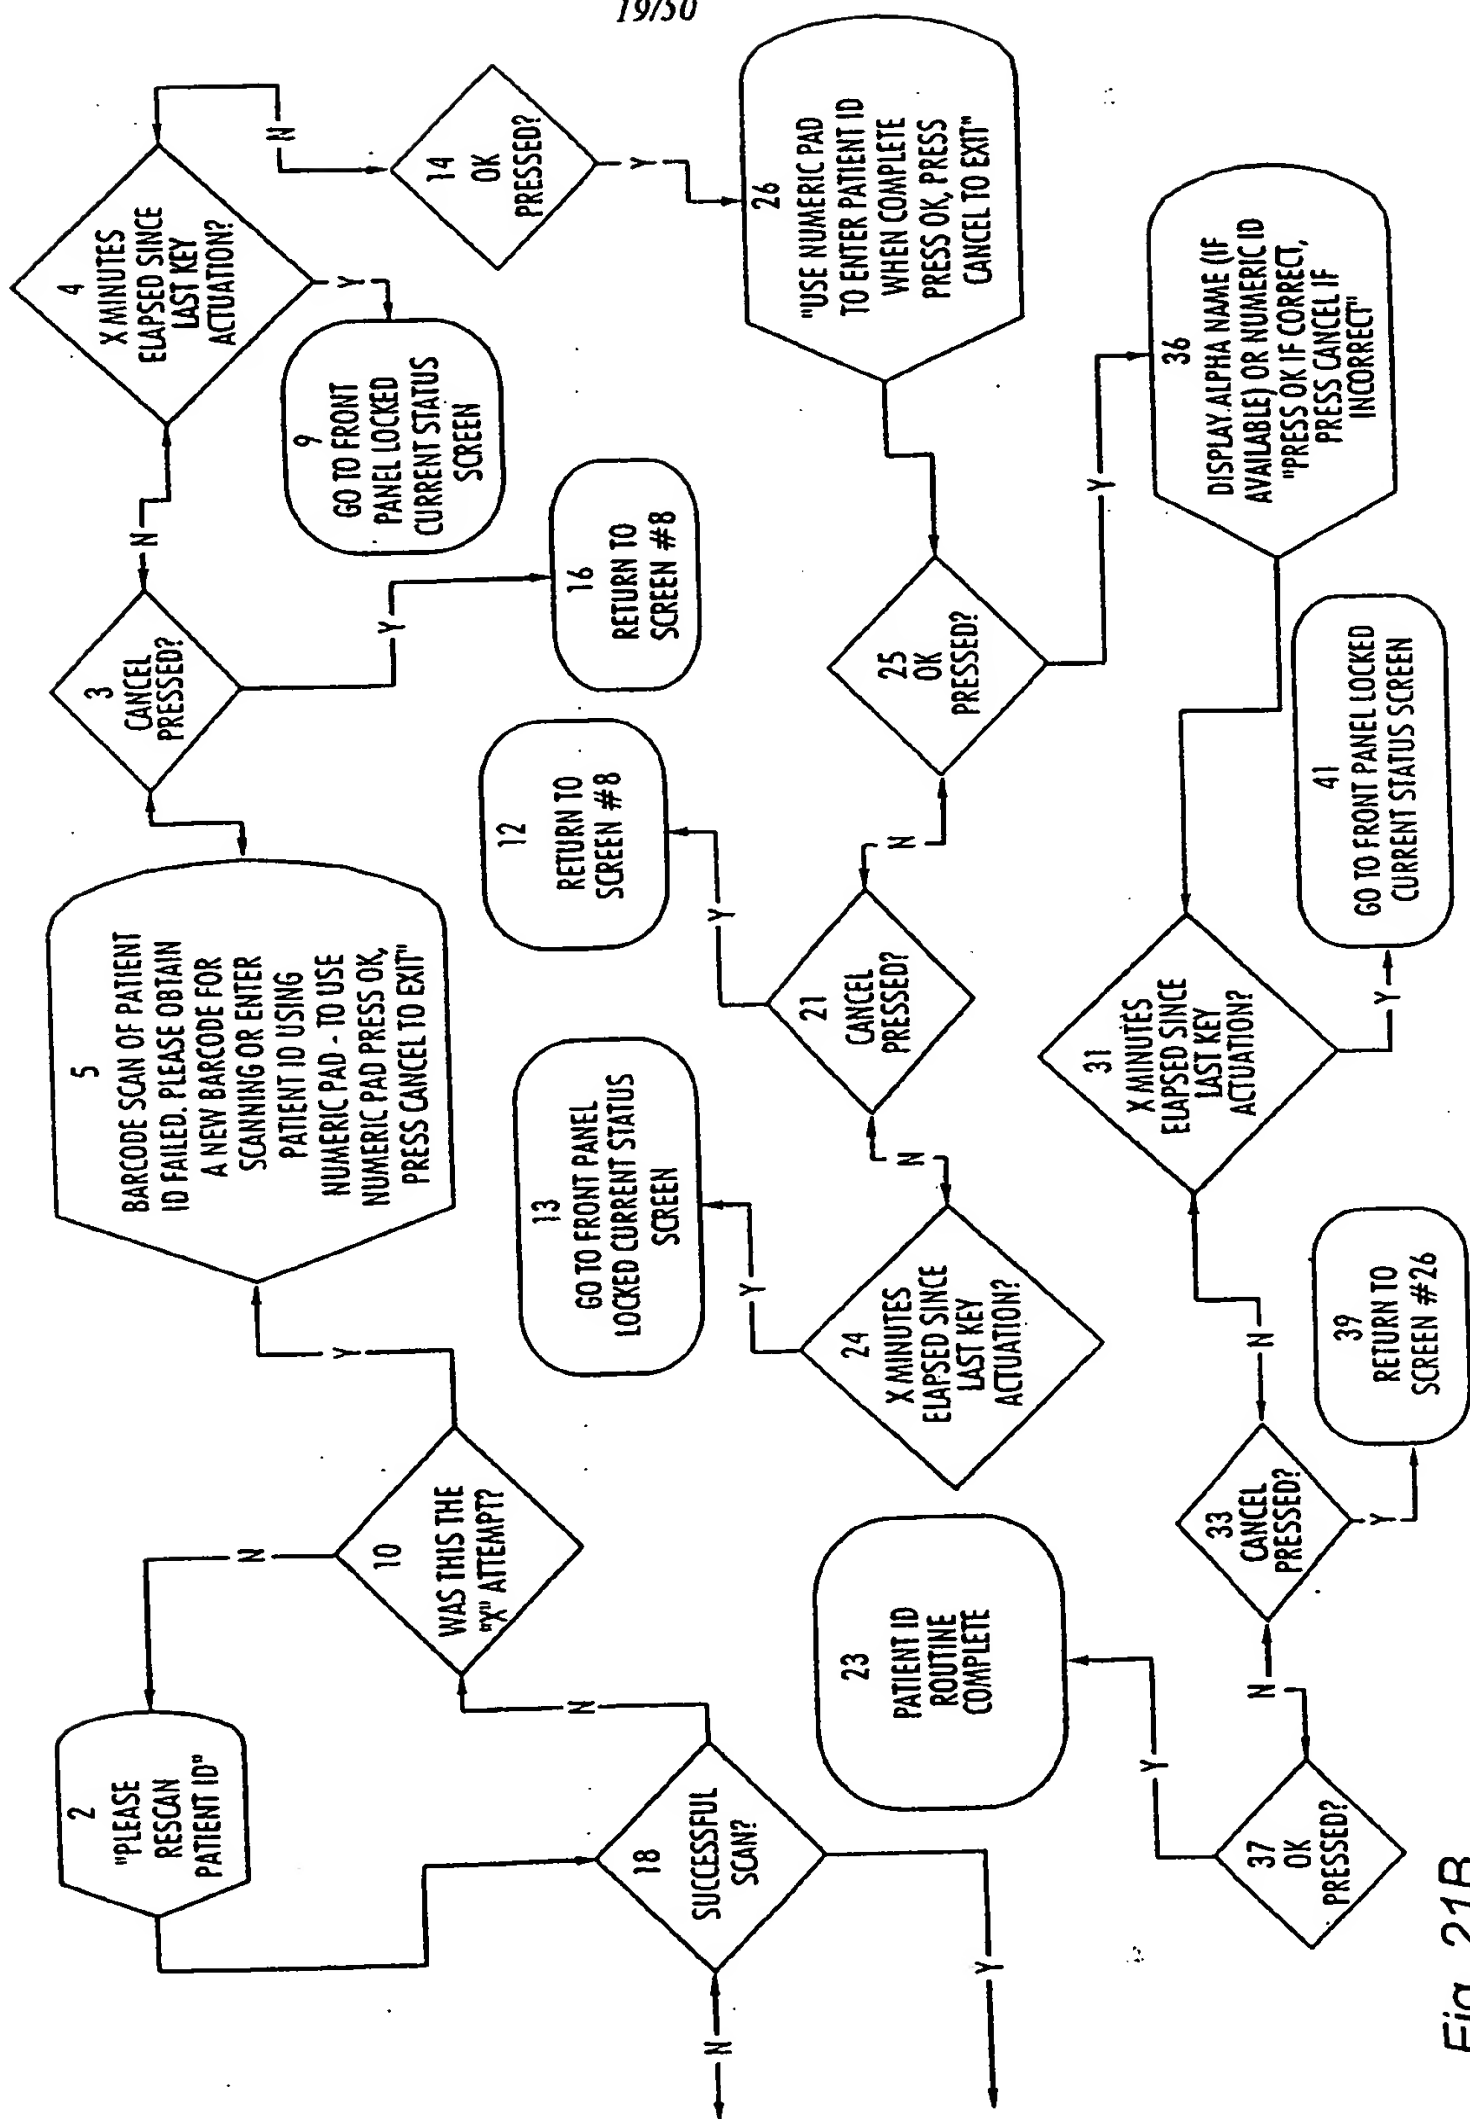 19/50
2
"PLEASE
RESCAN
PATIENT ID"
N
10
WAS THIS THE
"X" ATTEMPT?
Y
5
BARCODE SCAN OF PATIENT
ID FAILED. PLEASE OBTAIN
A NEW BARCODE FOR
SCANNING OR ENTER
PATIENT ID USING
NUMERIC PAD - TO USE
NUMERIC PAD PRESS OK,
PRESS CANCEL TO EXIT"
3
CANCEL
PRESSED?
N
Y
4
X MINUTES
ELAPSED SINCE
LAST KEY
ACTUATION?
N
Y
9
GO TO FRONT
PANEL LOCKED
CURRENT STATUS
SCREEN
16
RETURN TO
SCREEN #8
14
OK
PRESSED?
Y
18
SUCCESSFUL
SCAN?
N
N
Y
13
GO TO FRONT PANEL
LOCKED CURRENT STATUS
SCREEN
12
RETURN TO
SCREEN #8
Y
Y
24
X MINUTES
ELAPSED SINCE
LAST KEY
ACTUATION?
N
21
CANCEL
PRESSED?
N
25
OK
PRESSED?
Y
26
"USE NUMERIC PAD
TO ENTER PATIENT ID
WHEN COMPLETE
PRESS OK, PRESS
CANCEL TO EXIT"
23
PATIENT ID
ROUTINE
COMPLETE
Y
37
OK
PRESSED?
N
33
CANCEL
PRESSED?
N
Y
31
X MINUTES
ELAPSED SINCE
LAST KEY
ACTUATION?
Y
36
DISPLAY.ALPHA NAME (IF
AVAILABLE) OR NUMERIC ID
"PRESS OK IF CORRECT,
PRESS CANCEL IF
INCORRECT"
39
RETURN TO
SCREEN #26
41
GO TO FRONT PANEL LOCKED
CURRENT STATUS SCREEN
Fig. 21B